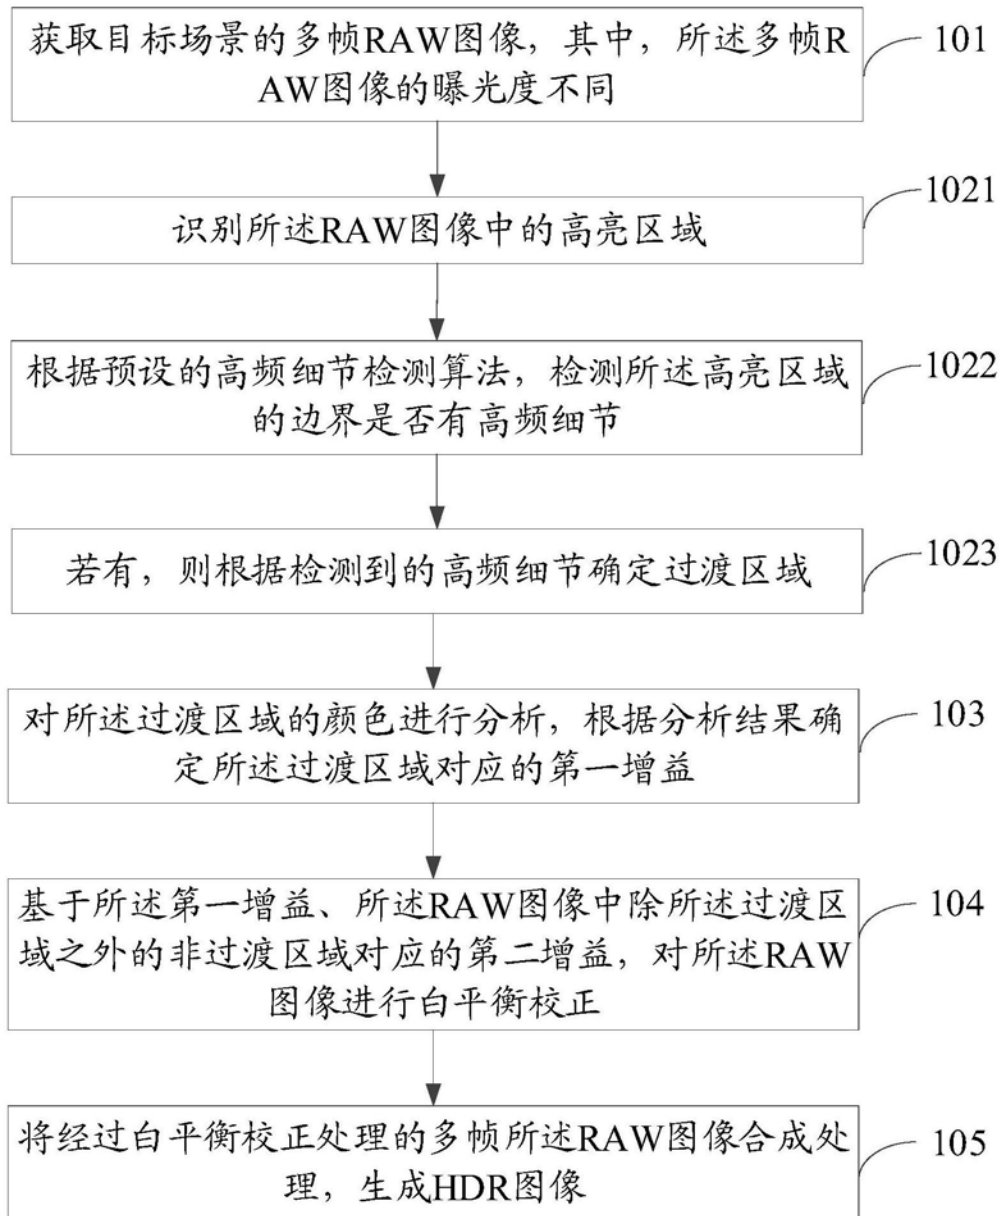 获取目标场景的多帧RAW图像，其中，所述多帧R
AW图像的曝光度不同
101
识别所述RAW图像中的高亮区域
1021
根据预设的高频细节检测算法，检测所述高亮区域
的边界是否有高频细节
1022
若有，则根据检测到的高频细节确定过渡区域
1023
对所述过渡区域的颜色进行分析，根据分析结果确
定所述过渡区域对应的第一增益
103
基于所述第一增益、所述RAW图像中除所述过渡区
域之外的非过渡区域对应的第二增益，对所述RAW
图像进行白平衡校正
104
将经过白平衡校正处理的多帧所述RAW图像合成处
理，生成HDR图像
105